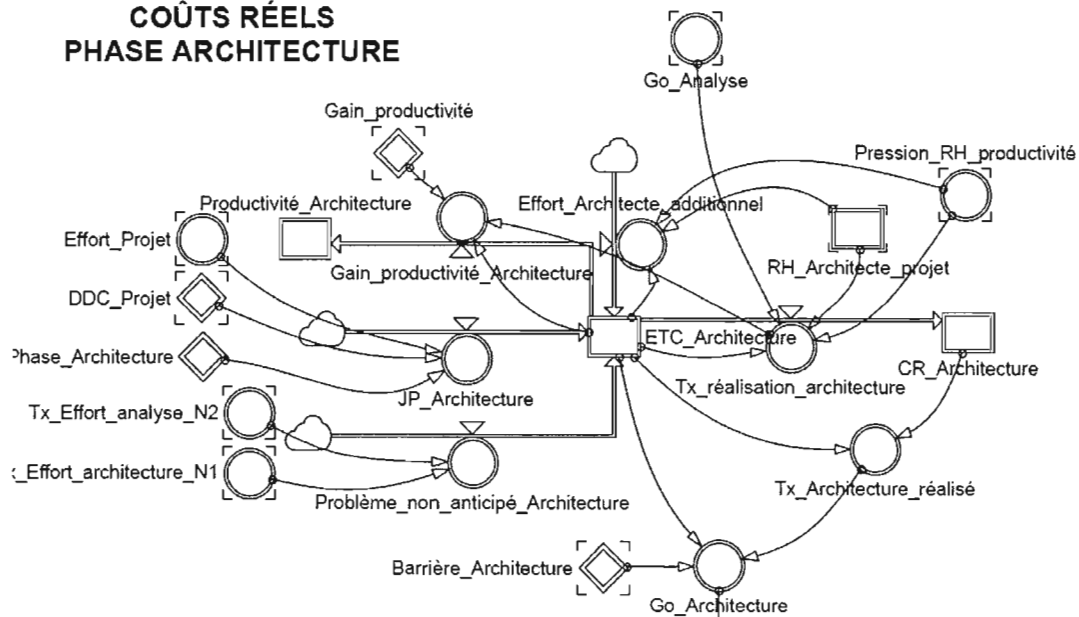 COÛTS RÉELS
PHASE ARCHITECTURE
Go_Analyse
Gain_productivité
Pression_RH_productivité
Productivité_Architecture
Effort_Architecte_additionnel
Effort_Projet
Gain_productivité_Architecture
RH_Architecte_projet
DDC_Projet
ETC_Architecture
Phase_Architecture
CR_Architecture
Tx_réalisation_architecture
JP_Architecture
Tx_Effort_analyse_N2
x_Effort_architecture_N1
Tx_Architecture_réalisé
Problème_non_anticipé_Architecture
Barrière_Architecture
Go_Architecture